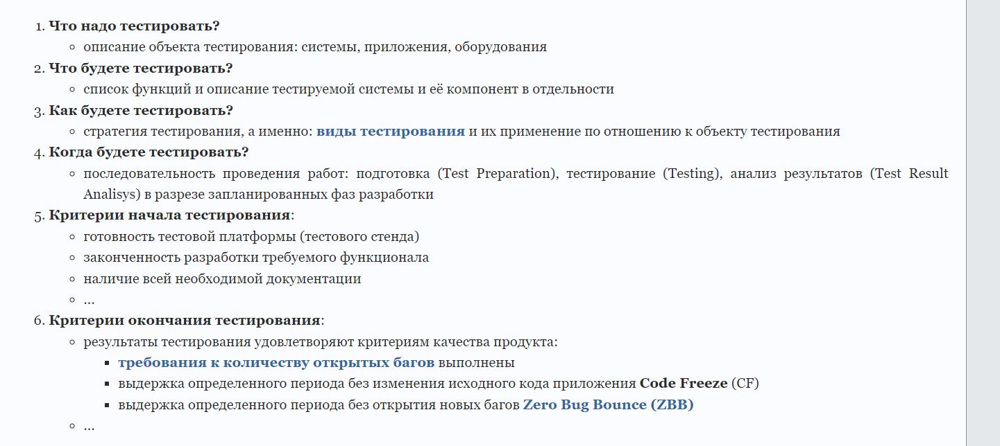 1. Что надо тестировать?
◦ описание объекта тестирования: системы, приложения, оборудования
2. Что будете тестировать?
◦ список функций и описание тестируемой системы и её компонент в отдельности
3. Как будете тестировать?
◦ стратегия тестирования, а именно: виды тестирования и их применение по отношению к объекту тестирования
4. Когда будете тестировать?
◦ последовательность проведения работ: подготовка (Test Preparation), тестирование (Testing), анализ результатов (Test Result
Analisys) в разрезе запланированных фаз разработки
5. Критерии начала тестирования:
◦ готовность тестовой платформы (тестового стенда)
◦ законченность разработки требуемого функционала
◦ наличие всей необходимой документации
◦ ...
6. Критерии окончания тестирования:
◦ результаты тестирования удовлетворяют критериям качества продукта:
▪ требования к количеству открытых багов выполнены
▪ выдержка определенного периода без изменения исходного кода приложения Code Freeze (CF)
▪ выдержка определенного периода без открытия новых багов Zero Bug Bounce (ZBB)
◦ ...